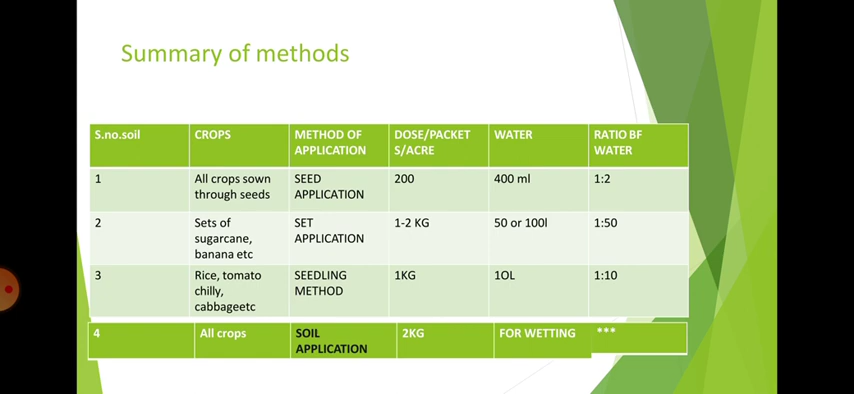 Summary of methods
S.no.soil CROPS METHOD OF APPLICATION DOSE/PACKET S/ACRE WATER RATIO BF WATER
1 All crops sown through seeds SEED APPLICATION 200 400 ml 1:2
2 Sets of sugarcane, banana etc SET APPLICATION 1-2 KG 50 or 100l 1:50
3 Rice, tomato chilly, cabbageetc SEEDLING METHOD 1KG 1OL 1:10
4 All crops SOIL APPLICATION 2KG FOR WETTING ***